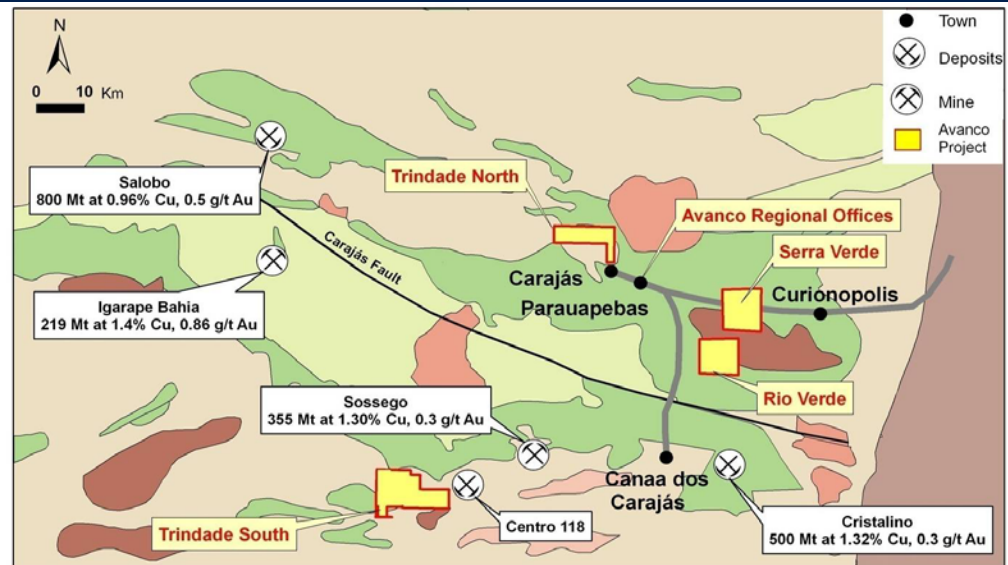 N
0 10 Km
Town
Deposits
Mine
Avanco
Project
Salobo
800 Mt at 0.96% Cu, 0.5 g/t Au
Trindade North
Avanco Regional Offices
Serra Verde
Carajás Fault
Igarape Bahia
219 Mt at 1.4% Cu, 0.86 g/t Au
Carajás
Parauapebas
Curionopolis
Rio Verde
Sossego
355 Mt at 1.30% Cu, 0.3 g/t Au
Canaa dos
Carajás
Centro 118
Trindade South
Cristalino
500 Mt at 1.32% Cu, 0.3 g/t Au